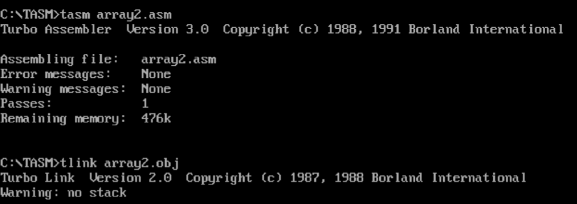 C:\TASM>tasm array2.asm
Turbo Assembler  Version 3.0  Copyright (c) 1988, 1991 Borland International
Assembling file:   array2.asm
Error messages:    None
Warning messages:  None
Passes:            1
Remaining memory:  476k
C:\TASM>tlink array2.obj
Turbo Link  Version 2.0  Copyright (c) 1987, 1988 Borland International
Warning: no stack